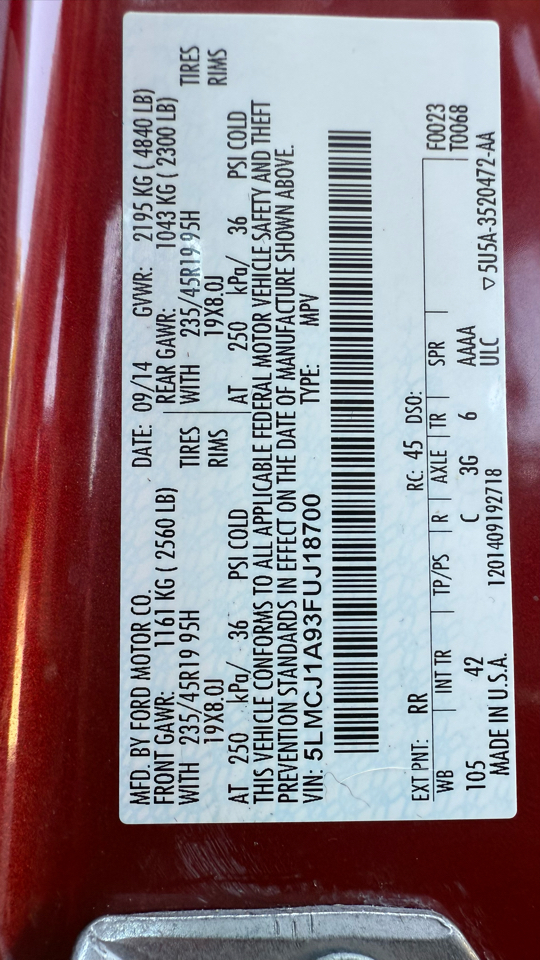 MFD. BY FORD MOTOR CO. DATE: 09/14 GVWR: 2195 KG ( 4840 LB)
FRONT GAWR: 1161 KG ( 2560 LB) REAR GAWR: 1043 KG ( 2300 LB)
WITH 235/45R19 95H TIRES WITH 235/45R19 95H TIRES
19X8.0J RIMS 19X8.0J RIMS
AT 250 kPa/ 36 PSI COLD AT 250 kPa/ 36 PSI COLD
THIS VEHICLE CONFORMS TO ALL APPLICABLE FEDERAL MOTOR VEHICLE SAFETY AND THEFT
PREVENTION STANDARDS IN EFFECT ON THE DATE OF MANUFACTURE SHOWN ABOVE.
VIN: 5LMCJ1A93FUJ18700 TYPE: MPV
EXT PNT: RR RC: 45 DSO: F0023
WB INT TR TP/PS R AXLE TR SPR T0068
105 42 C 3G 6 AAAA
ULC
MADE IN U.S.A. 1201409192718 ▽5U5A-3520472-AA